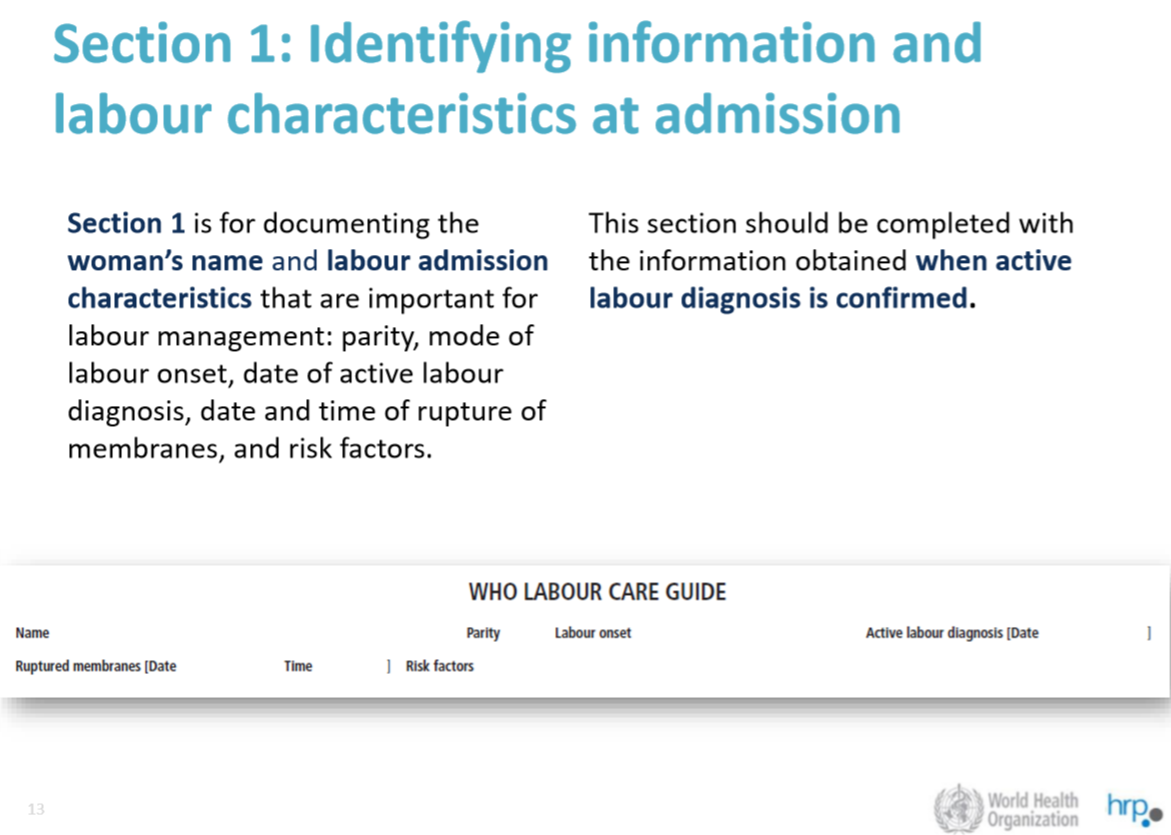 Section 1: Identifying information and
labour characteristics at admission
Section 1 is for documenting the
woman’s name and labour admission
characteristics that are important for
labour management: parity, mode of
labour onset, date of active labour
diagnosis, date and time of rupture of
membranes, and risk factors.
This section should be completed with
the information obtained when active
labour diagnosis is confirmed.
WHO LABOUR CARE GUIDE
Name Parity Labour onset Active labour diagnosis [Date ]
Ruptured membranes [Date Time ] Risk factors
13
World Health
Organization
hrp